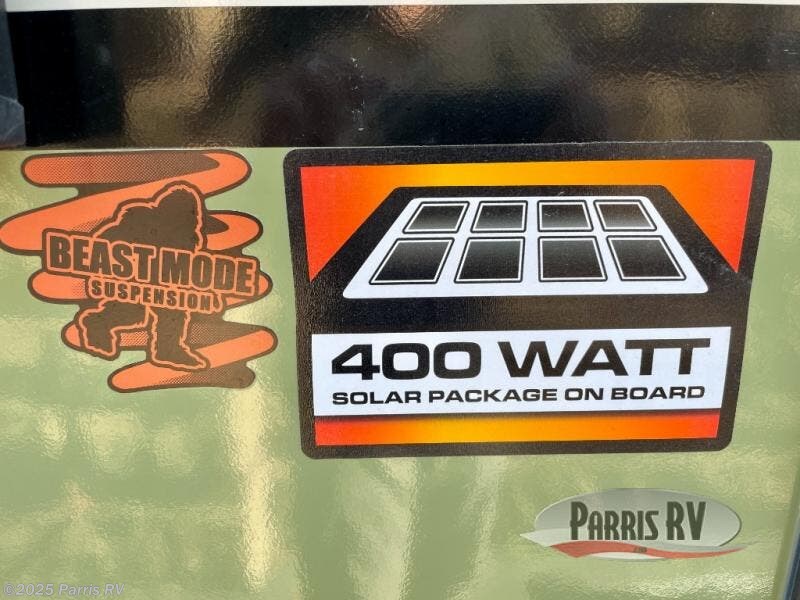 BEAST MODE
SUSPENSION
400 WATT
SOLAR PACKAGE ON BOARD
PARRIS RV
©2025 Parris RV